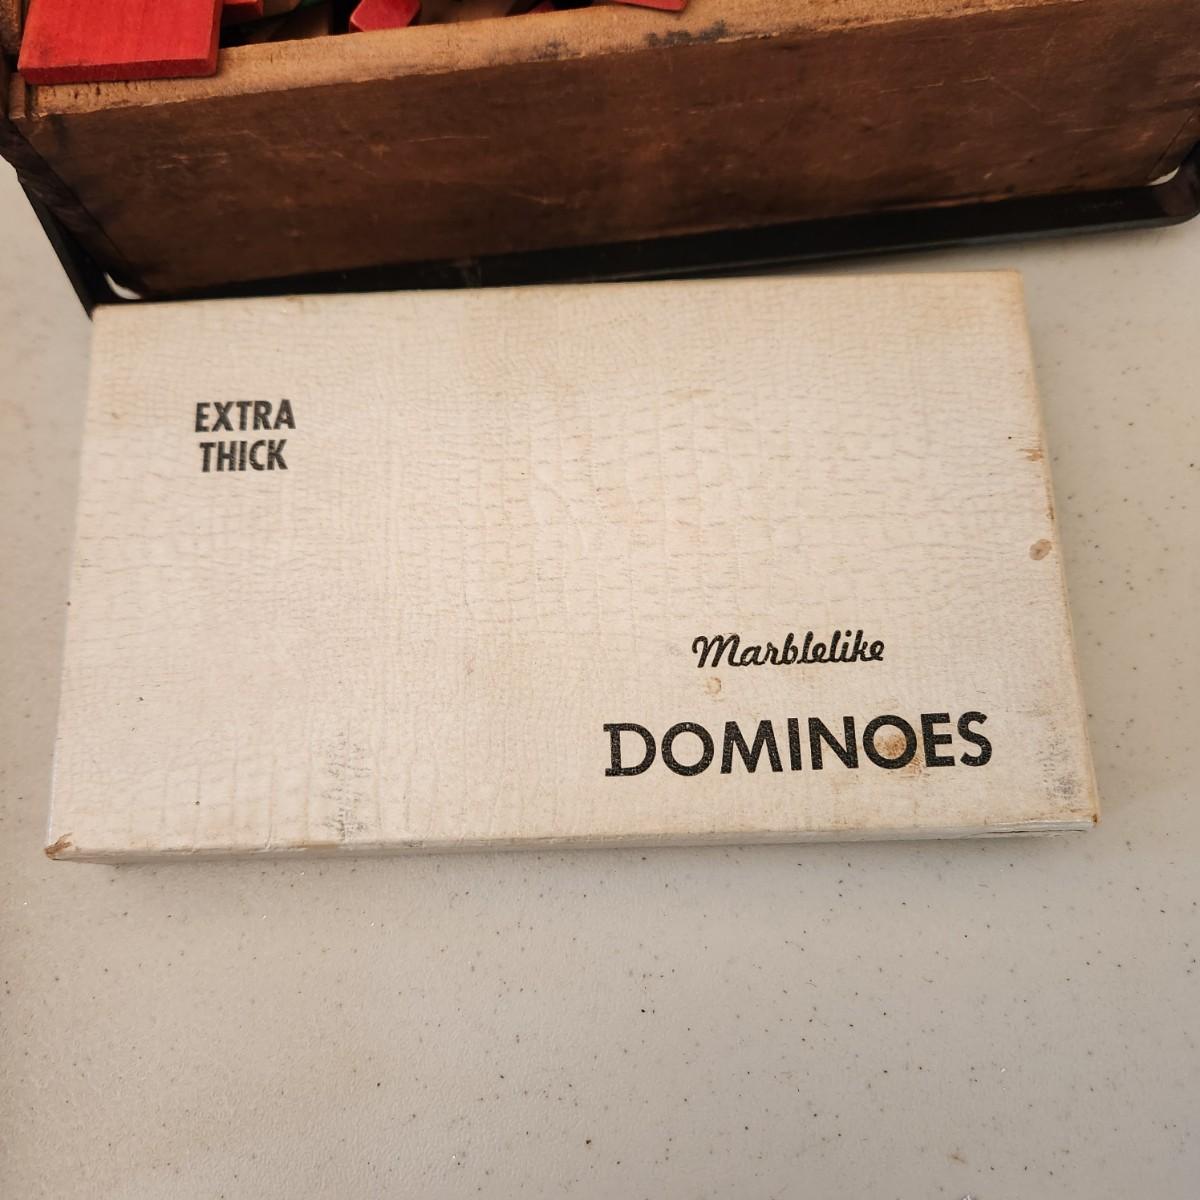 EXTRA
THICK
Marblelike
DOMINOES